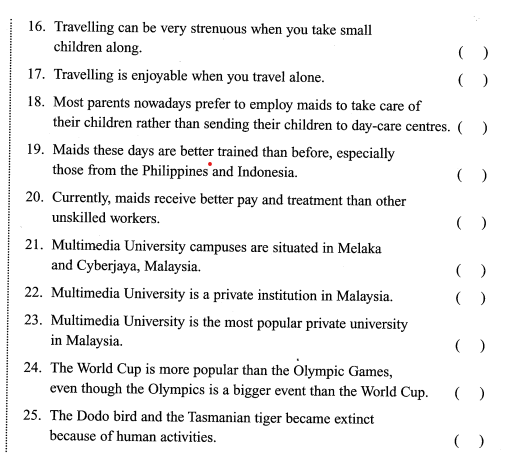 16. Travelling can be very strenuous when you take small
children along. ( )
17. Travelling is enjoyable when you travel alone. ( )
18. Most parents nowadays prefer to employ maids to take care of
their children rather than sending their children to day-care centres. ( )
19. Maids these days are better trained than before, especially
those from the Philippines and Indonesia. ( )
20. Currently, maids receive better pay and treatment than other
unskilled workers. ( )
21. Multimedia University campuses are situated in Melaka
and Cyberjaya, Malaysia. ( )
22. Multimedia University is a private institution in Malaysia. ( )
23. Multimedia University is the most popular private university
in Malaysia. ( )
24. The World Cup is more popular than the Olympic Games,
even though the Olympics is a bigger event than the World Cup. ( )
25. The Dodo bird and the Tasmanian tiger became extinct
because of human activities. ( )